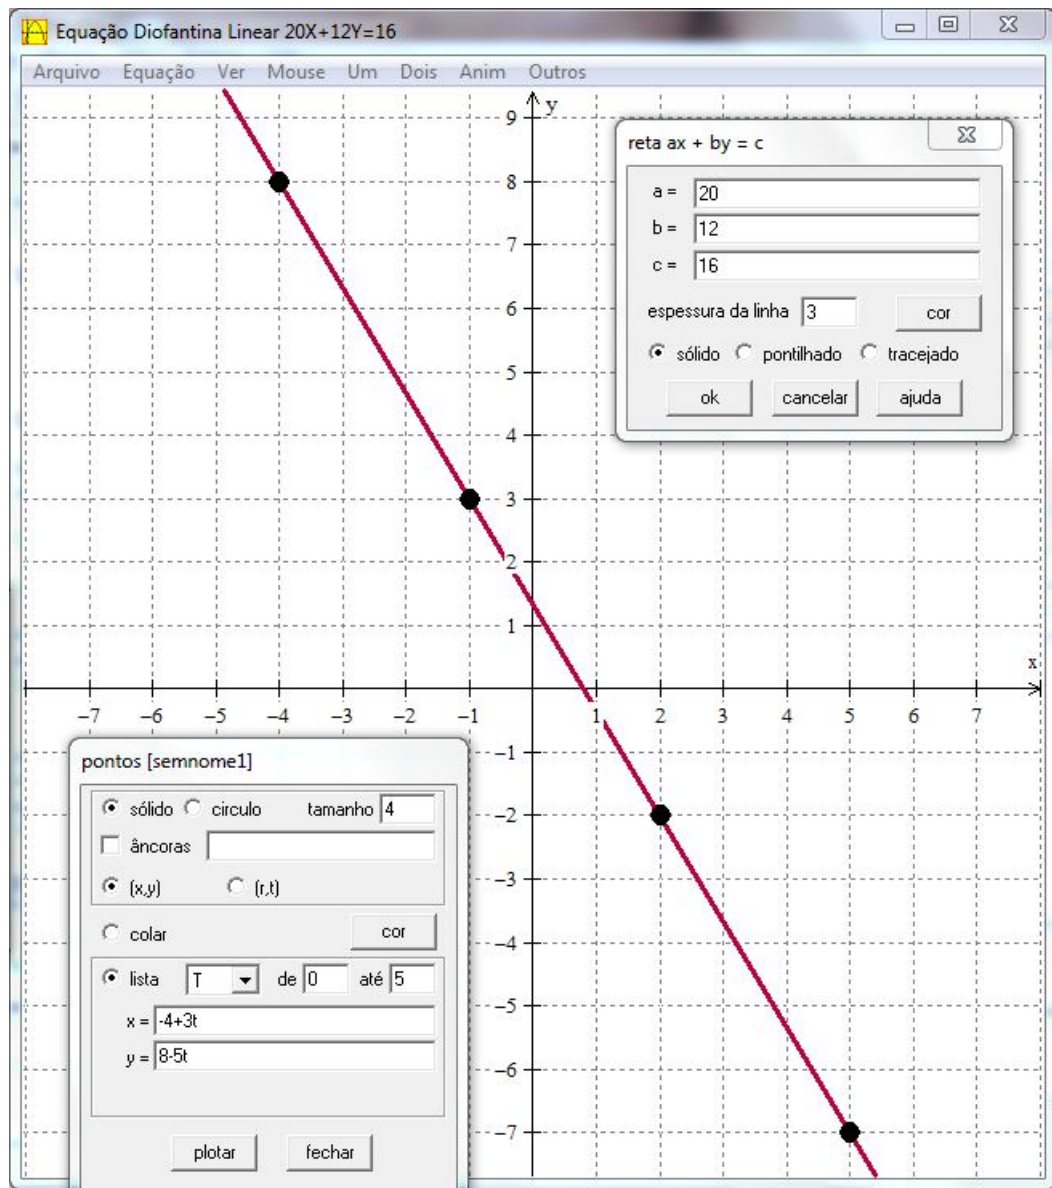 Equação Diofantina Linear 20X+12Y=16
Arquivo Equação Ver Mouse Um Dois Anim Outros
y
9
8
7
6
5
4
3
2
1
x
−7 −6 −5 −4 −3 −2 −1 1 2 3 4 5 6 7
−1
−2
−3
−4
−5
−6
−7
reta ax + by = c
a = 20
b = 12
c = 16
espessura da linha 3 cor
sólido pontilhado tracejado
ok cancelar ajuda
pontos [semnome1]
sólido circulo tamanho 4
âncoras
(x,y) (r,t)
colar cor
lista T de 0 até 5
x = -4+3t
y = 8-5t
plotar fechar